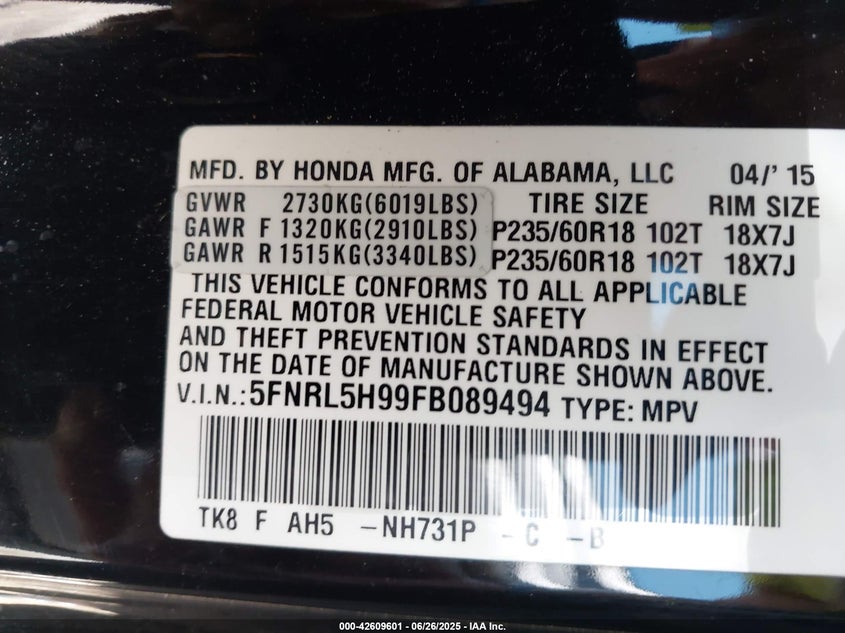 MFD. BY HONDA MFG. OF ALABAMA, LLC 04/' 15
GVWR 2730KG(6019LBS) TIRE SIZE RIM SIZE
GAWR F 1320KG(2910LBS) P235/60R18 102T 18X7J
GAWR R 1515KG(3340LBS) P235/60R18 102T 18X7J
THIS VEHICLE CONFORMS TO ALL APPLICABLE
FEDERAL MOTOR VEHICLE SAFETY
AND THEFT PREVENTION STANDARDS IN EFFECT
ON THE DATE OF MANUFACTURE SHOWN ABOVE.
V.I.N.: 5FNRL5H99FB089494 TYPE: MPV
TK8 F AH5 -NH731P -C -B
000-42609601 - 06/26/2025 - IAA Inc.